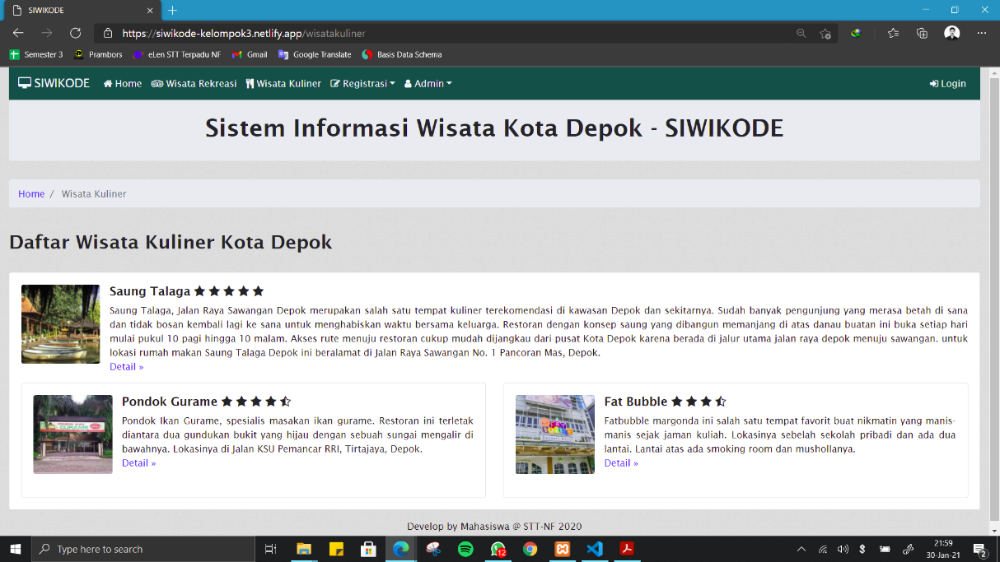 SIWIKODE
https://siwikode-kelompok3.netlify.app/wisatakuliner
Semester 3 Prambors eLen STT Terpadu NF Gmail Google Translate Basis Data Schema
SIWIKODE Home Wisata Rekreasi Wisata Kuliner Registrasi Admin Login
Sistem Informasi Wisata Kota Depok - SIWIKODE
Home / Wisata Kuliner
Daftar Wisata Kuliner Kota Depok
Saung Talaga
Saung Talaga, Jalan Raya Sawangan Depok merupakan salah satu tempat kuliner terekomendasi di kawasan Depok dan sekitarnya. Sudah banyak pengunjung yang merasa betah di sana
dan tidak bosan kembali lagi ke sana untuk menghabiskan waktu bersama keluarga. Restoran dengan konsep saung yang dibangun memanjang di atas danau buatan ini buka setiap hari
mulai pukul 10 pagi hingga 10 malam. Akses rute menuju restoran cukup mudah dijangkau dari pusat Kota Depok karena berada di jalur utama jalan raya depok menuju sawangan. untuk
lokasi rumah makan Saung Talaga Depok ini beralamat di Jalan Raya Sawangan No. 1 Pancoran Mas, Depok.
Detail »
Pondok Gurame
Pondok Ikan Gurame, spesialis masakan ikan gurame. Restoran ini terletak
diantara dua gundukan bukit yang hijau dengan sebuah sungai mengalir di
bawahnya. Lokasinya di Jalan KSU Pemancar RRI, Tirtajaya, Depok.
Detail »
GURAME
Fat Bubble
Fatbubble margonda ini salah satu tempat favorit buat nikmatin yang manis-
manis sejak jaman kuliah. Lokasinya sebelah sekolah pribadi dan ada dua
lantai. Lantai atas ada smoking room dan mushollanya.
Detail »
Develop by Mahasiswa @ STT-NF 2020
Type here to search
12
21:59
30-Jan-21
2